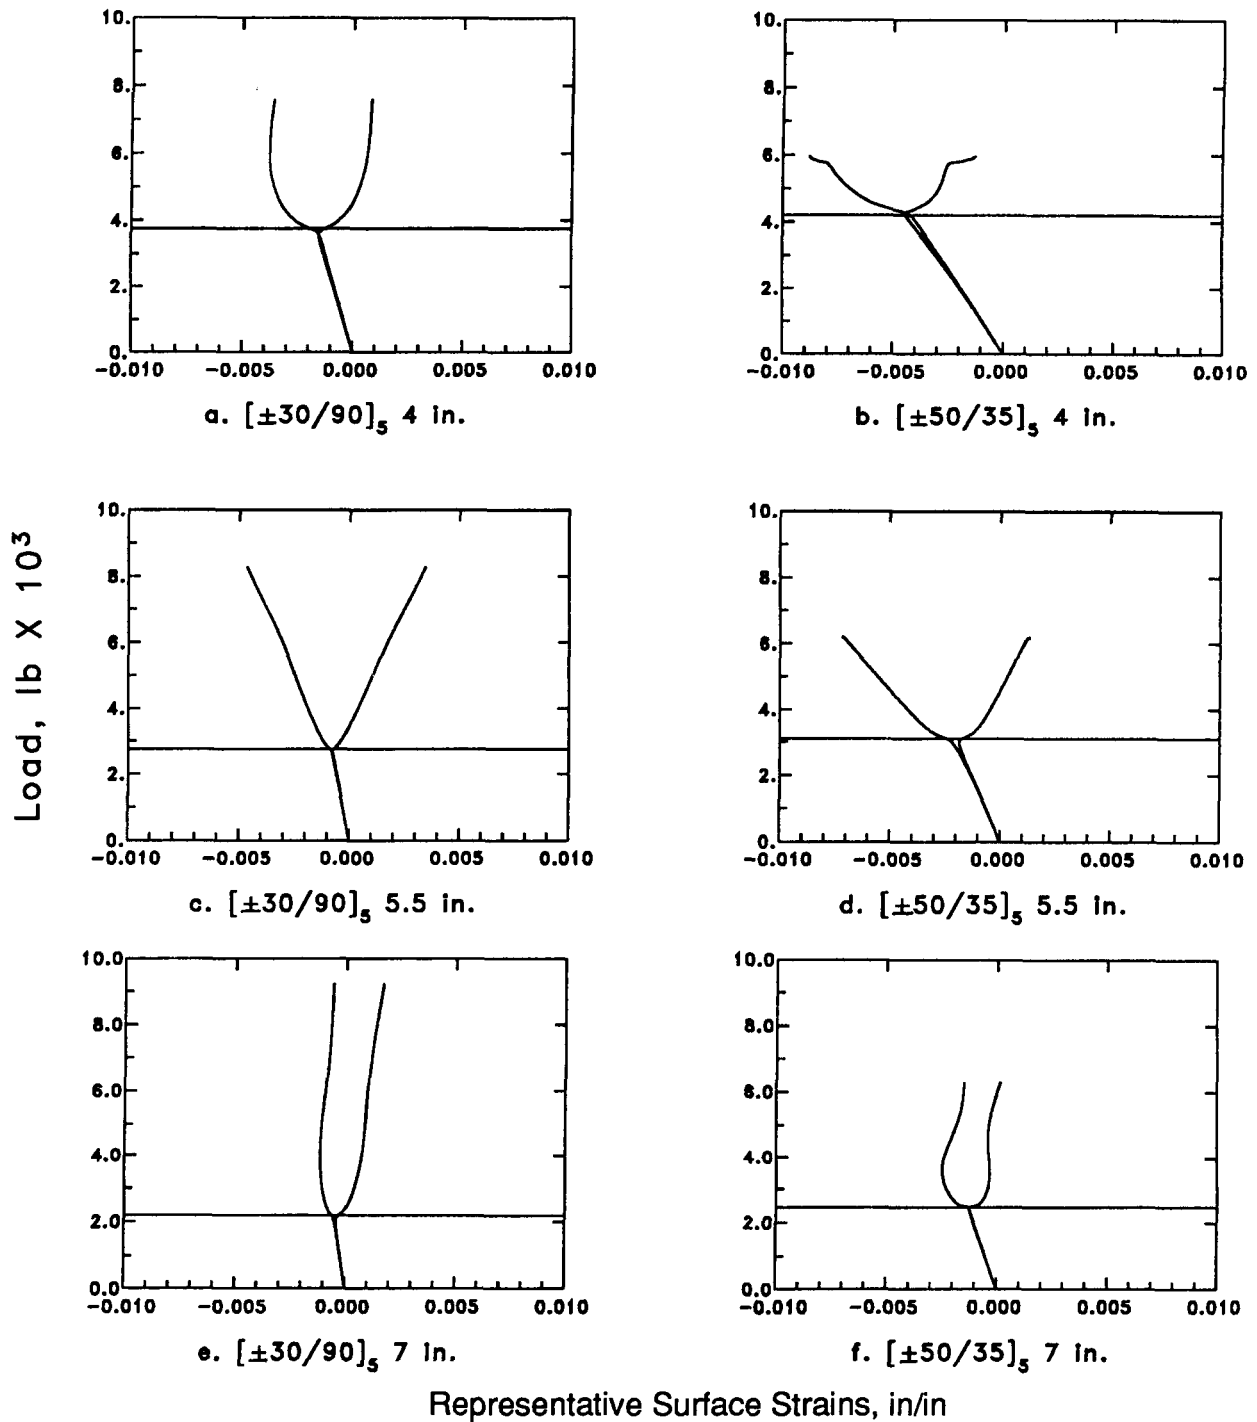 10.
8.
6.
4.
2.
0.
-0.010 -0.005 0.000 0.005 0.010
a. [±30/90]5 4 in.
10.
8.
6.
4.
2.
0.
-0.010 -0.005 0.000 0.005 0.010
b. [±50/35]5 4 in.
Load, lb X 10³
10.
8.
6.
4.
2.
0.
-0.010 -0.005 0.000 0.005 0.010
c. [±30/90]5 5.5 in.
10.
8.
6.
4.
2.
0.
-0.010 -0.005 0.000 0.005 0.010
d. [±50/35]5 5.5 in.
10.0
8.0
6.0
4.0
2.0
0.0
-0.010 -0.005 0.000 0.005 0.010
e. [±30/90]5 7 in.
10.0
8.0
6.0
4.0
2.0
0.0
-0.010 -0.005 0.000 0.005 0.010
f. [±50/35]5 7 in.
Representative Surface Strains, in/in